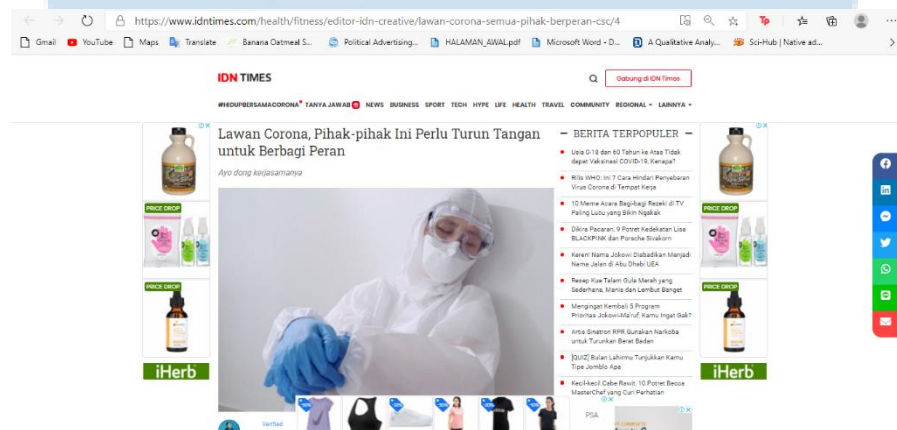 https://www.idntimes.com/health/fitness/editor-idn-creative/lawan-corona-semua-pihak-berperan-csc/4
Gmail YouTube Maps Translate Banana Oatmeal S... Political Advertising... HALAMAN_AWAL.pdf Microsoft Word - D... A Qualitative Analy... Sci-Hub | Native ad...
IDN TIMES
Gabung di IDN Times
#HIDUPBERSAMACORONA TANYA JAWAB NEWS BUSINESS SPORT TECH HYPE LIFE HEALTH TRAVEL COMMUNITY REGIONAL LAINNYA
Lawan Corona, Pihak-pihak Ini Perlu Turun Tangan
untuk Berbagi Peran
Ayo dong kerjasamanya
BERITA TERPOPULER
Usia 0-18 dan 60 Tahun ke Atas Tidak
dapat Vaksinasi COVID-19, Kenapa?
Rilis WHO: Ini 7 Cara Hindari Penyebaran
Virus Corona di Tempat Kerja
10 Meme Acara Bagi-bagi Rezeki di TV
Paling Lucu yang Bikin Ngakak
Dikira Pacaran, 9 Potret Kedekatan Lisa
BLACKPINK dan Porsche Sivakorn
Keren! Nama Jokowi Diabadikan Menjadi
Nama Jalan di Abu Dhabi UEA
Resep Kue Talam Gula Merah yang
Sederhana, Manis dan Lembut Banget
Mengingat Kembali 5 Program
Prioritas Jokowi-Ma'ruf, Kamu Ingat Gak?
Artis Sinetron RPR Gunakan Narkoba
untuk Turunkan Berat Badan
[QUIZ] Bulan Lahirmu Tunjukkan Kamu
Tipe Jomblo Apa
Kecil-kecil Cabe Rawit, 10 Potret Becca
MasterChef yang Curi Perhatian
PRICE DROP
PRICE DROP
iHerb
PRICE DROP
PRICE DROP
iHerb
Verified
PSA